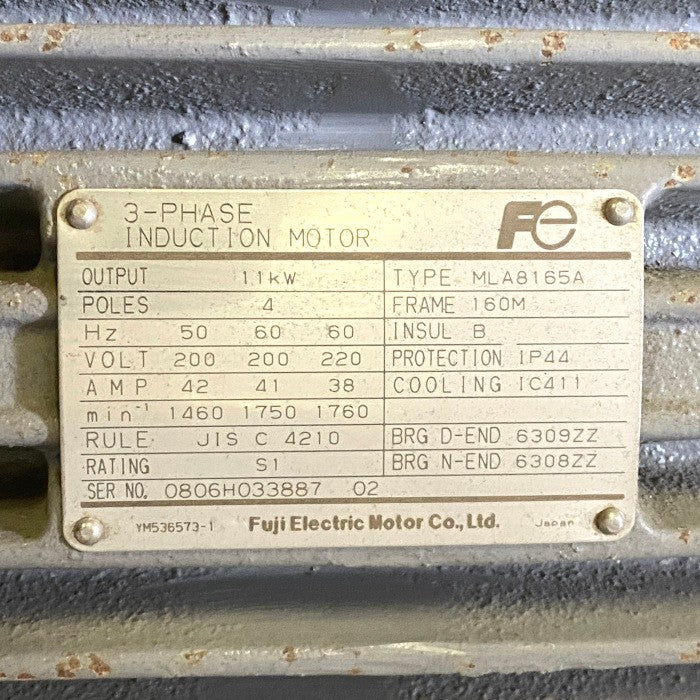 3-PHASE
INDUCTION MOTOR
Fe
OUTPUT 11kW TYPE MLA8165A
POLES 4 FRAME 160M
Hz 50 60 60 INSUL B
VOLT 200 200 220 PROTECTION IP44
AMP 42 41 38 COOLING IC411
min⁻¹ 1460 1750 1760
RULE JIS C 4210 BRG D-END 6309ZZ
RATING S1 BRG N-END 6308ZZ
SER NO. 0806H033887 02
YM536573-1 Fuji Electric Motor Co., Ltd. Japan